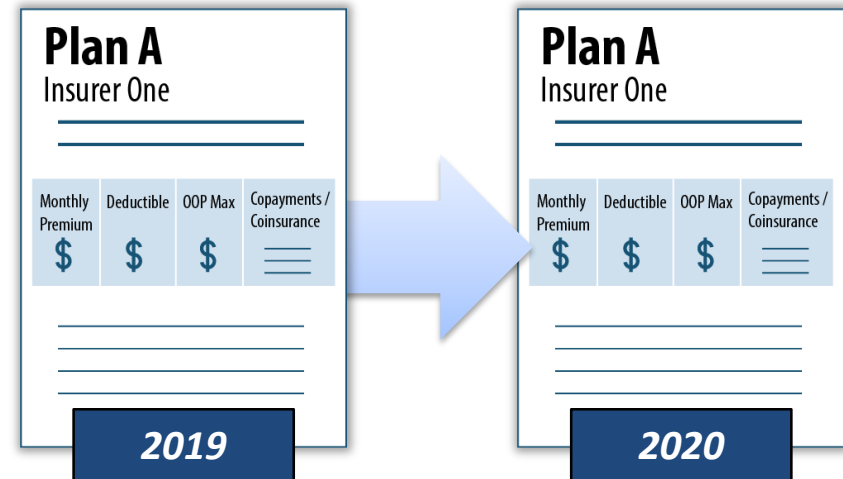 Plan A
Insurer One
Monthly Premium
$
Deductible
$
OOP Max
$
Copayments / Coinsurance
2019
Plan A
Insurer One
Monthly Premium
$
Deductible
$
OOP Max
$
Copayments / Coinsurance
2020